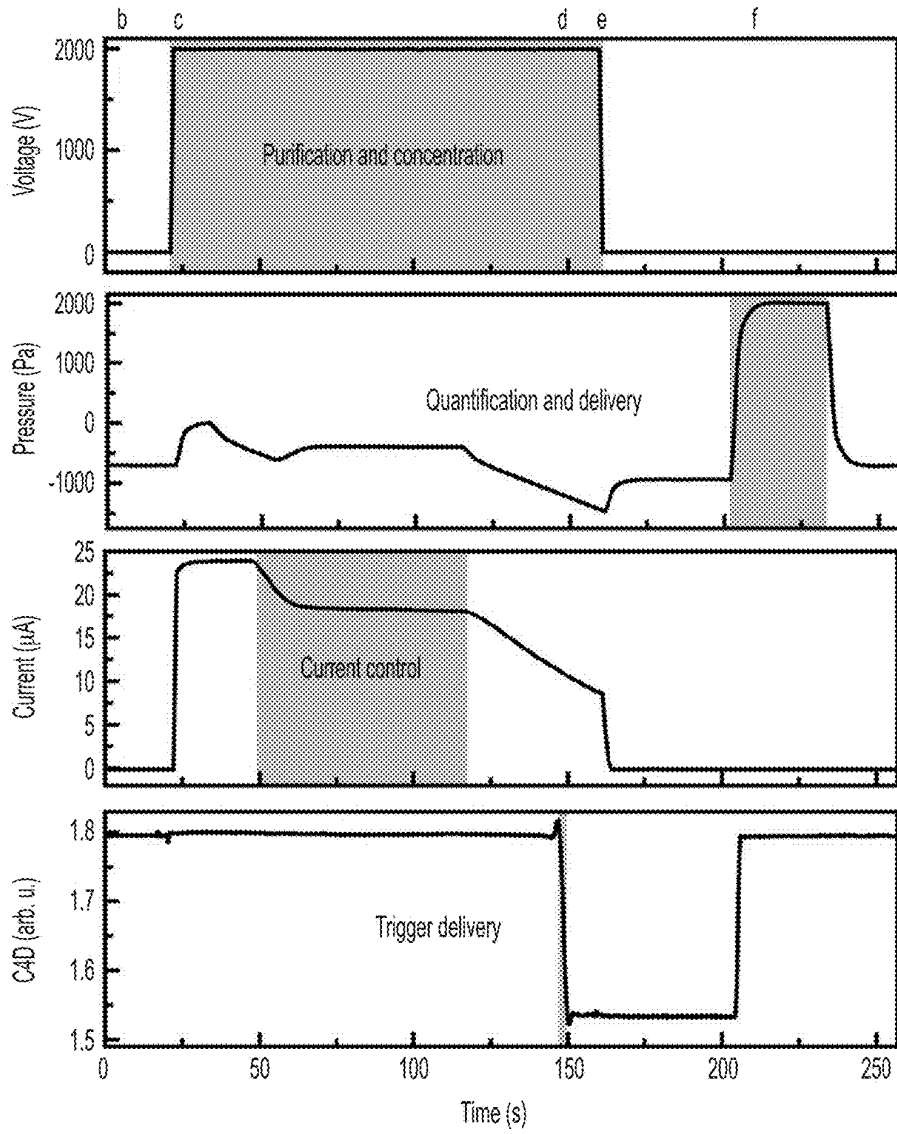 b c d e f
2000
1000
0
Voltage (V)
Purification and concentration
2000
1000
0
-1000
Pressure (Pa)
Quantification and delivery
25
20
15
10
5
0
Current (μA)
Current control
1.8
1.7
1.6
1.5
C4D (arb. u.)
Trigger delivery
0 50 100 150 200 250
Time (s)